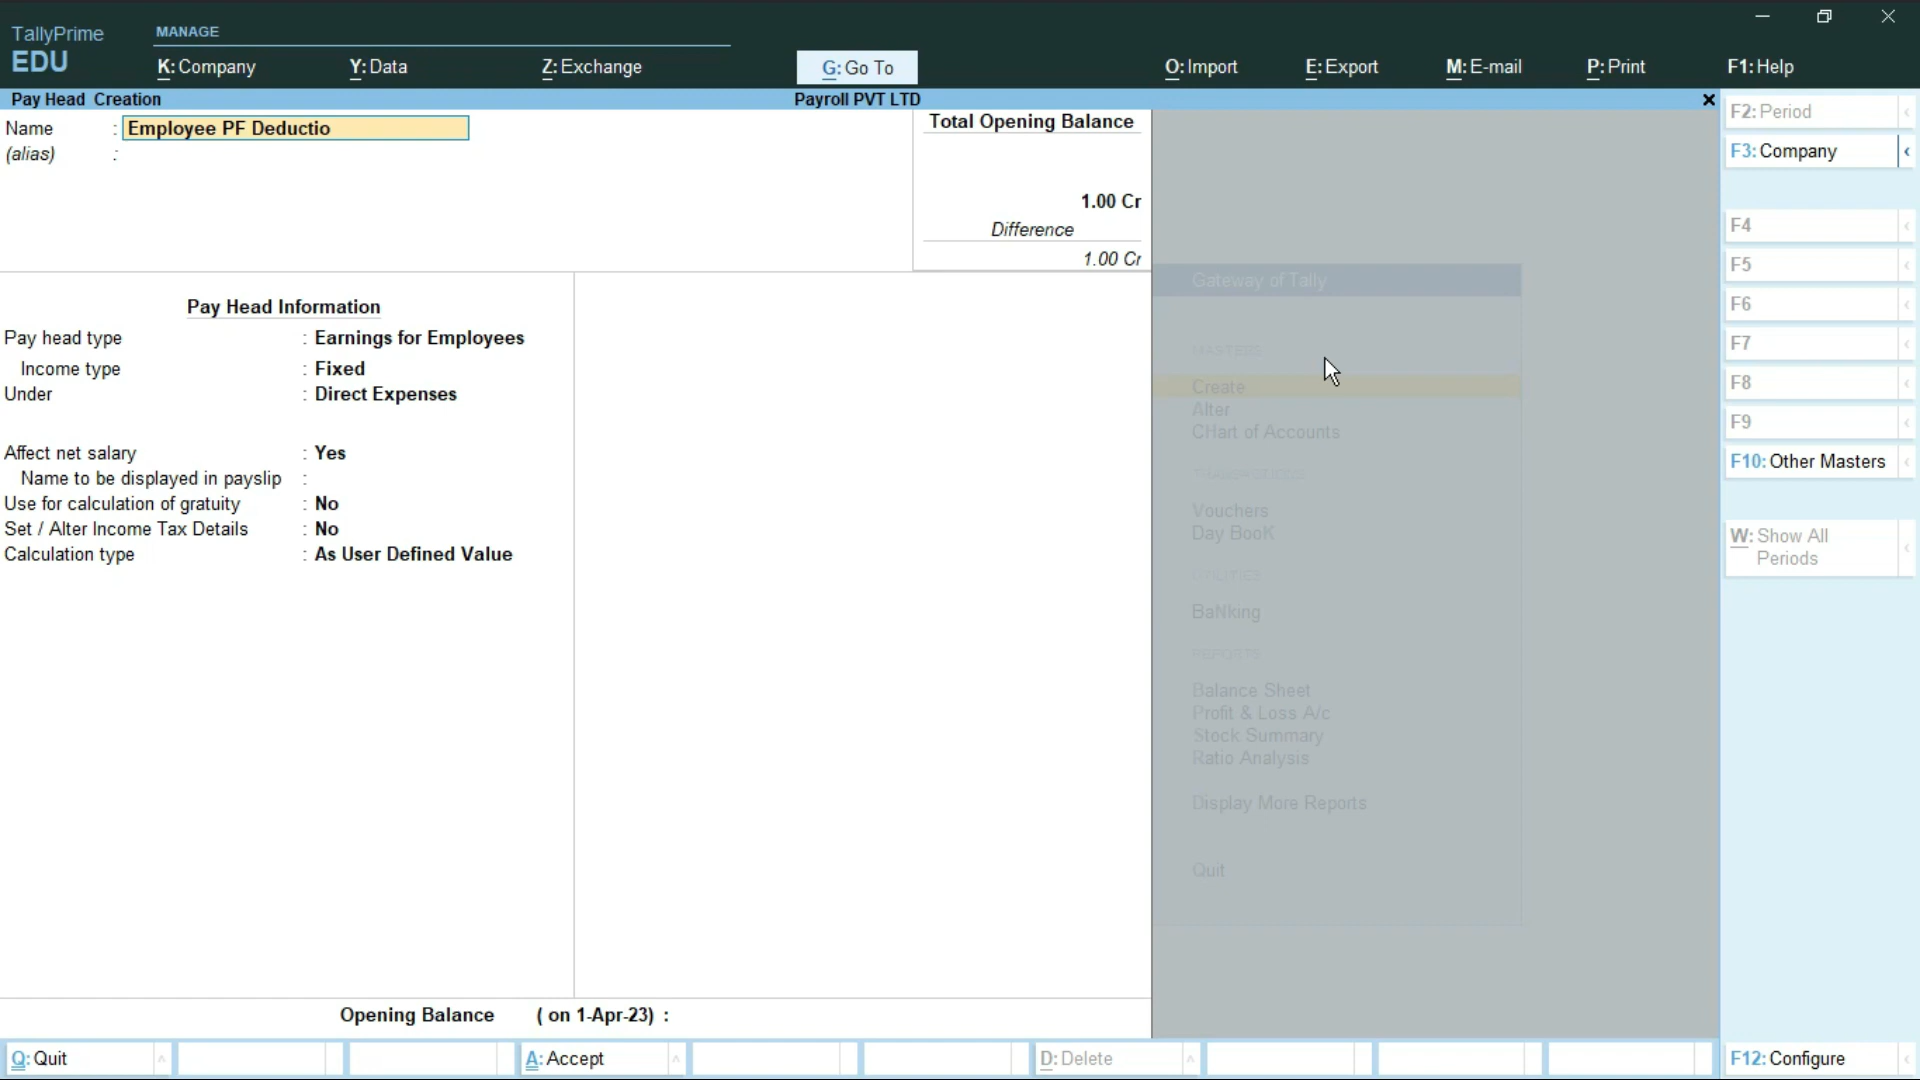 TallyPrime
EDU
MANAGE
K: Company
Y: Data
Z: Exchange
G: Go To
O: Import
E: Export
M: E-mail
P: Print
F1: Help
Pay Head Creation
Payroll PVT LTD
Name : Employee PF Deductio
(alias) :
Total Opening Balance
1.00 Cr
Difference
1.00 Cr
Pay Head Information
Pay head type : Earnings for Employees
Income type : Fixed
Under : Direct Expenses
Affect net salary : Yes
Name to be displayed in payslip :
Use for calculation of gratuity : No
Set / Alter Income Tax Details : No
Calculation type : As User Defined Value
Opening Balance ( on 1-Apr-23) :
Gateway of Tally
MASTERS
Create
Alter
CHart of Accounts
TRANSACTIONS
Vouchers
Day BooK
UTILITIES
BaNking
REPORTS
Balance Sheet
Profit & Loss A/c
Stock Summary
Ratio Analysis
Display More Reports
Quit
F2: Period
F3: Company
F4
F5
F6
F7
F8
F9
F10: Other Masters
W: Show All
Periods
Q: Quit
A: Accept
D: Delete
F12: Configure